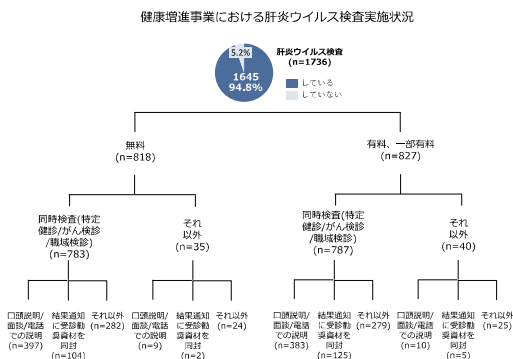 健康増進事業における肝炎ウイルス検査実施状況
5.2%
1645
94.8%
肝炎ウイルス検査
(n=1736)
している
していない
無料
(n=818)
有料、一部有料
(n=827)
同時検査(特定
健診/がん検診
/職域検診)
(n=783)
それ
以外
(n=35)
同時検査(特定
健診/がん検診
/職域検診)
(n=787)
それ
以外
(n=40)
口頭説明/
面談/電話
での説明
(n=397)
結果通知
に受診勧
奨資材を
同封
(n=104)
それ以外
(n=282)
口頭説明/
面談/電話
での説明
(n=9)
結果通知
に受診勧
奨資材を
同封
(n=2)
それ以外
(n=24)
口頭説明/
面談/電話
での説明
(n=383)
結果通知
に受診勧
奨資材を
同封
(n=125)
それ以外
(n=279)
口頭説明/
面談/電話
での説明
(n=10)
結果通知
に受診勧
奨資材を
同封
(n=5)
それ以外
(n=25)